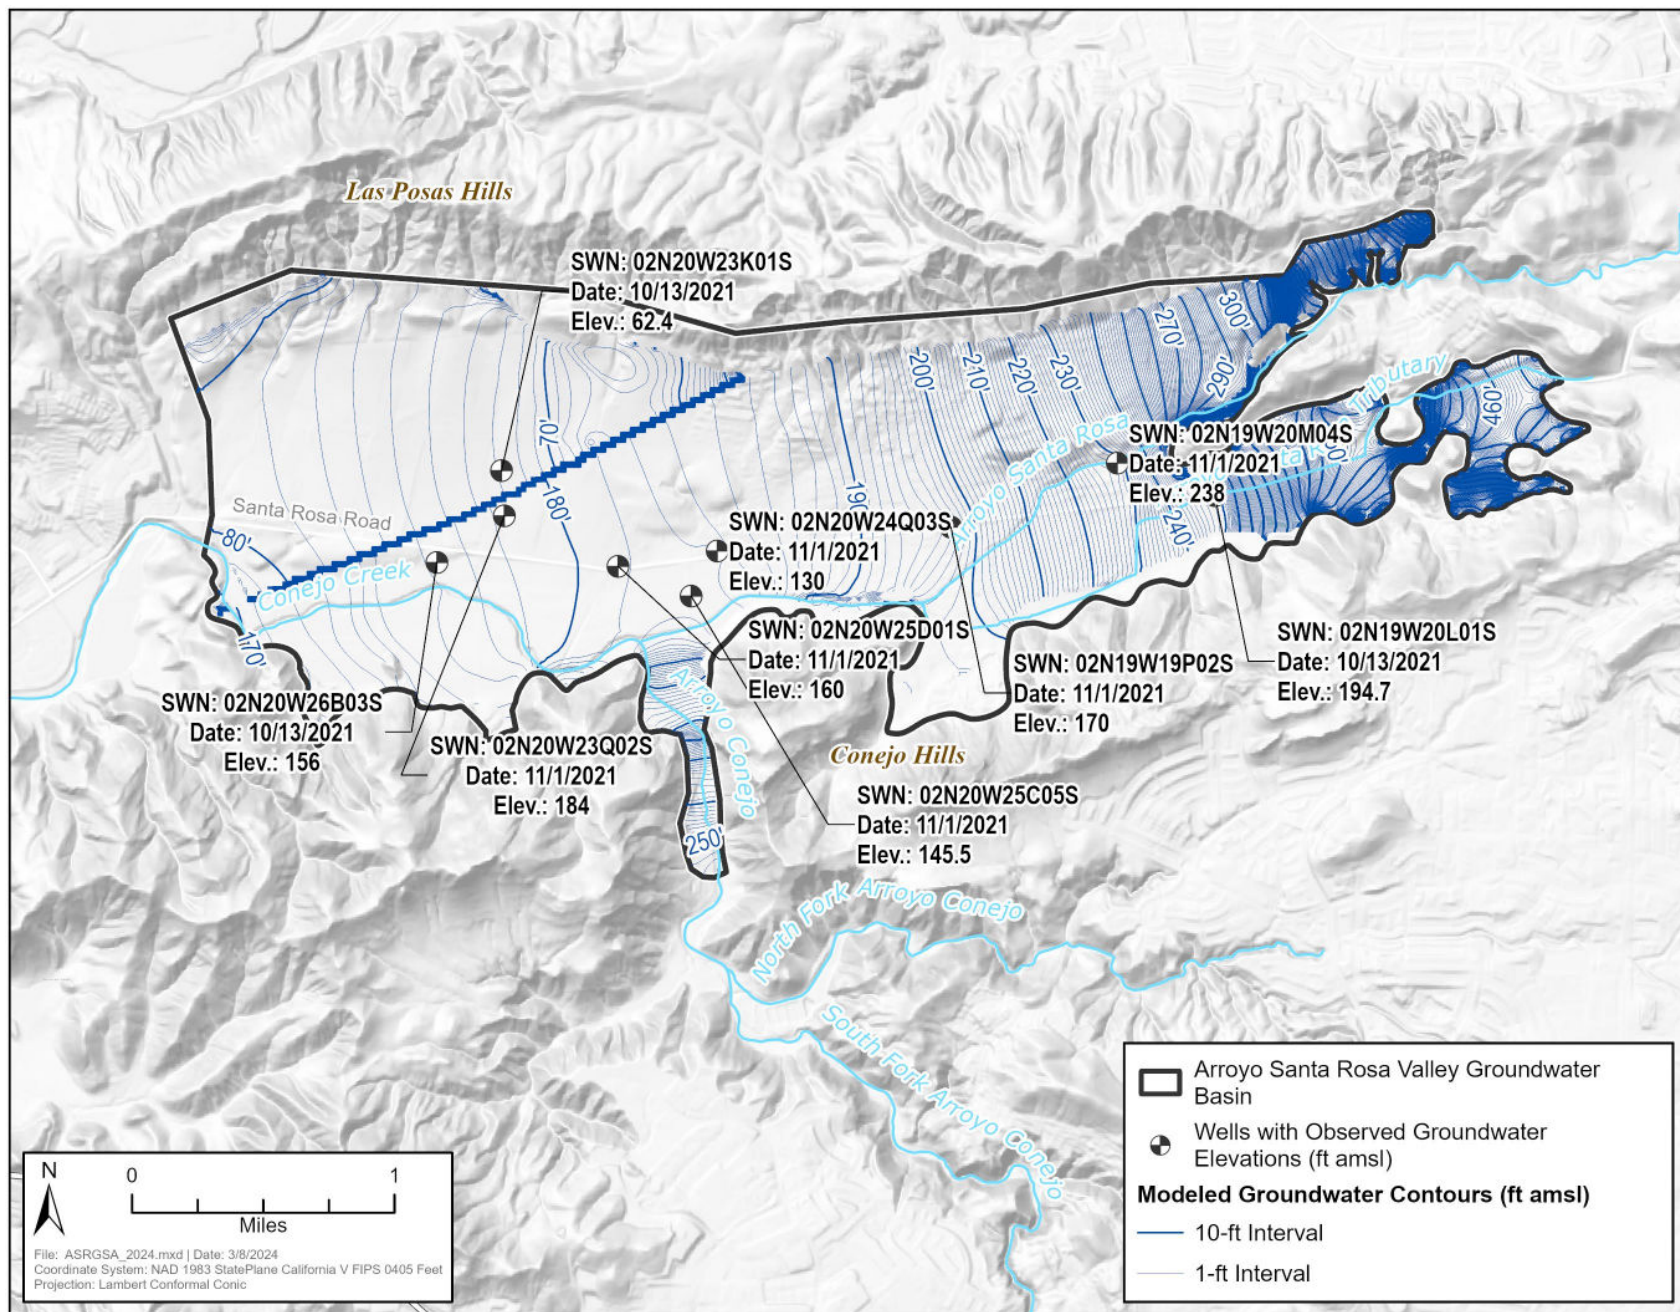 Las Posas Hills
SWN: 02N20W23K01S
Date: 10/13/2021
Elev.: 62.4
200'
210'
220'
230'
270'
300'
290'
Tributary
460'
70'
180'
190'
Arroyo Santa Rosa
SWN: 02N19W20M04S
Date: 11/1/2021
Elev.: 238
240'
Santa Rosa Road
80'
Conejo Creek
170'
SWN: 02N20W24Q03S
Date: 11/1/2021
Elev.: 130
SWN: 02N20W25D01S
Date: 11/1/2021
Elev.: 160
SWN: 02N19W19P02S
Date: 11/1/2021
Elev.: 170
SWN: 02N19W20L01S
Date: 10/13/2021
Elev.: 194.7
SWN: 02N20W26B03S
Date: 10/13/2021
Elev.: 156
SWN: 02N20W23Q02S
Date: 11/1/2021
Elev.: 184
Arroyo Conejo
250'
Conejo Hills
SWN: 02N20W25C05S
Date: 11/1/2021
Elev.: 145.5
North Fork Arroyo Conejo
South Fork Arroyo Conejo
Arroyo Santa Rosa Valley Groundwater
Basin
Wells with Observed Groundwater
Elevations (ft amsl)
Modeled Groundwater Contours (ft amsl)
10-ft Interval
1-ft Interval
N
0 1
Miles
File: ASRGSA_2024.mxd | Date: 3/8/2024
Coordinate System: NAD 1983 StatePlane California V FIPS 0405 Feet
Projection: Lambert Conformal Conic